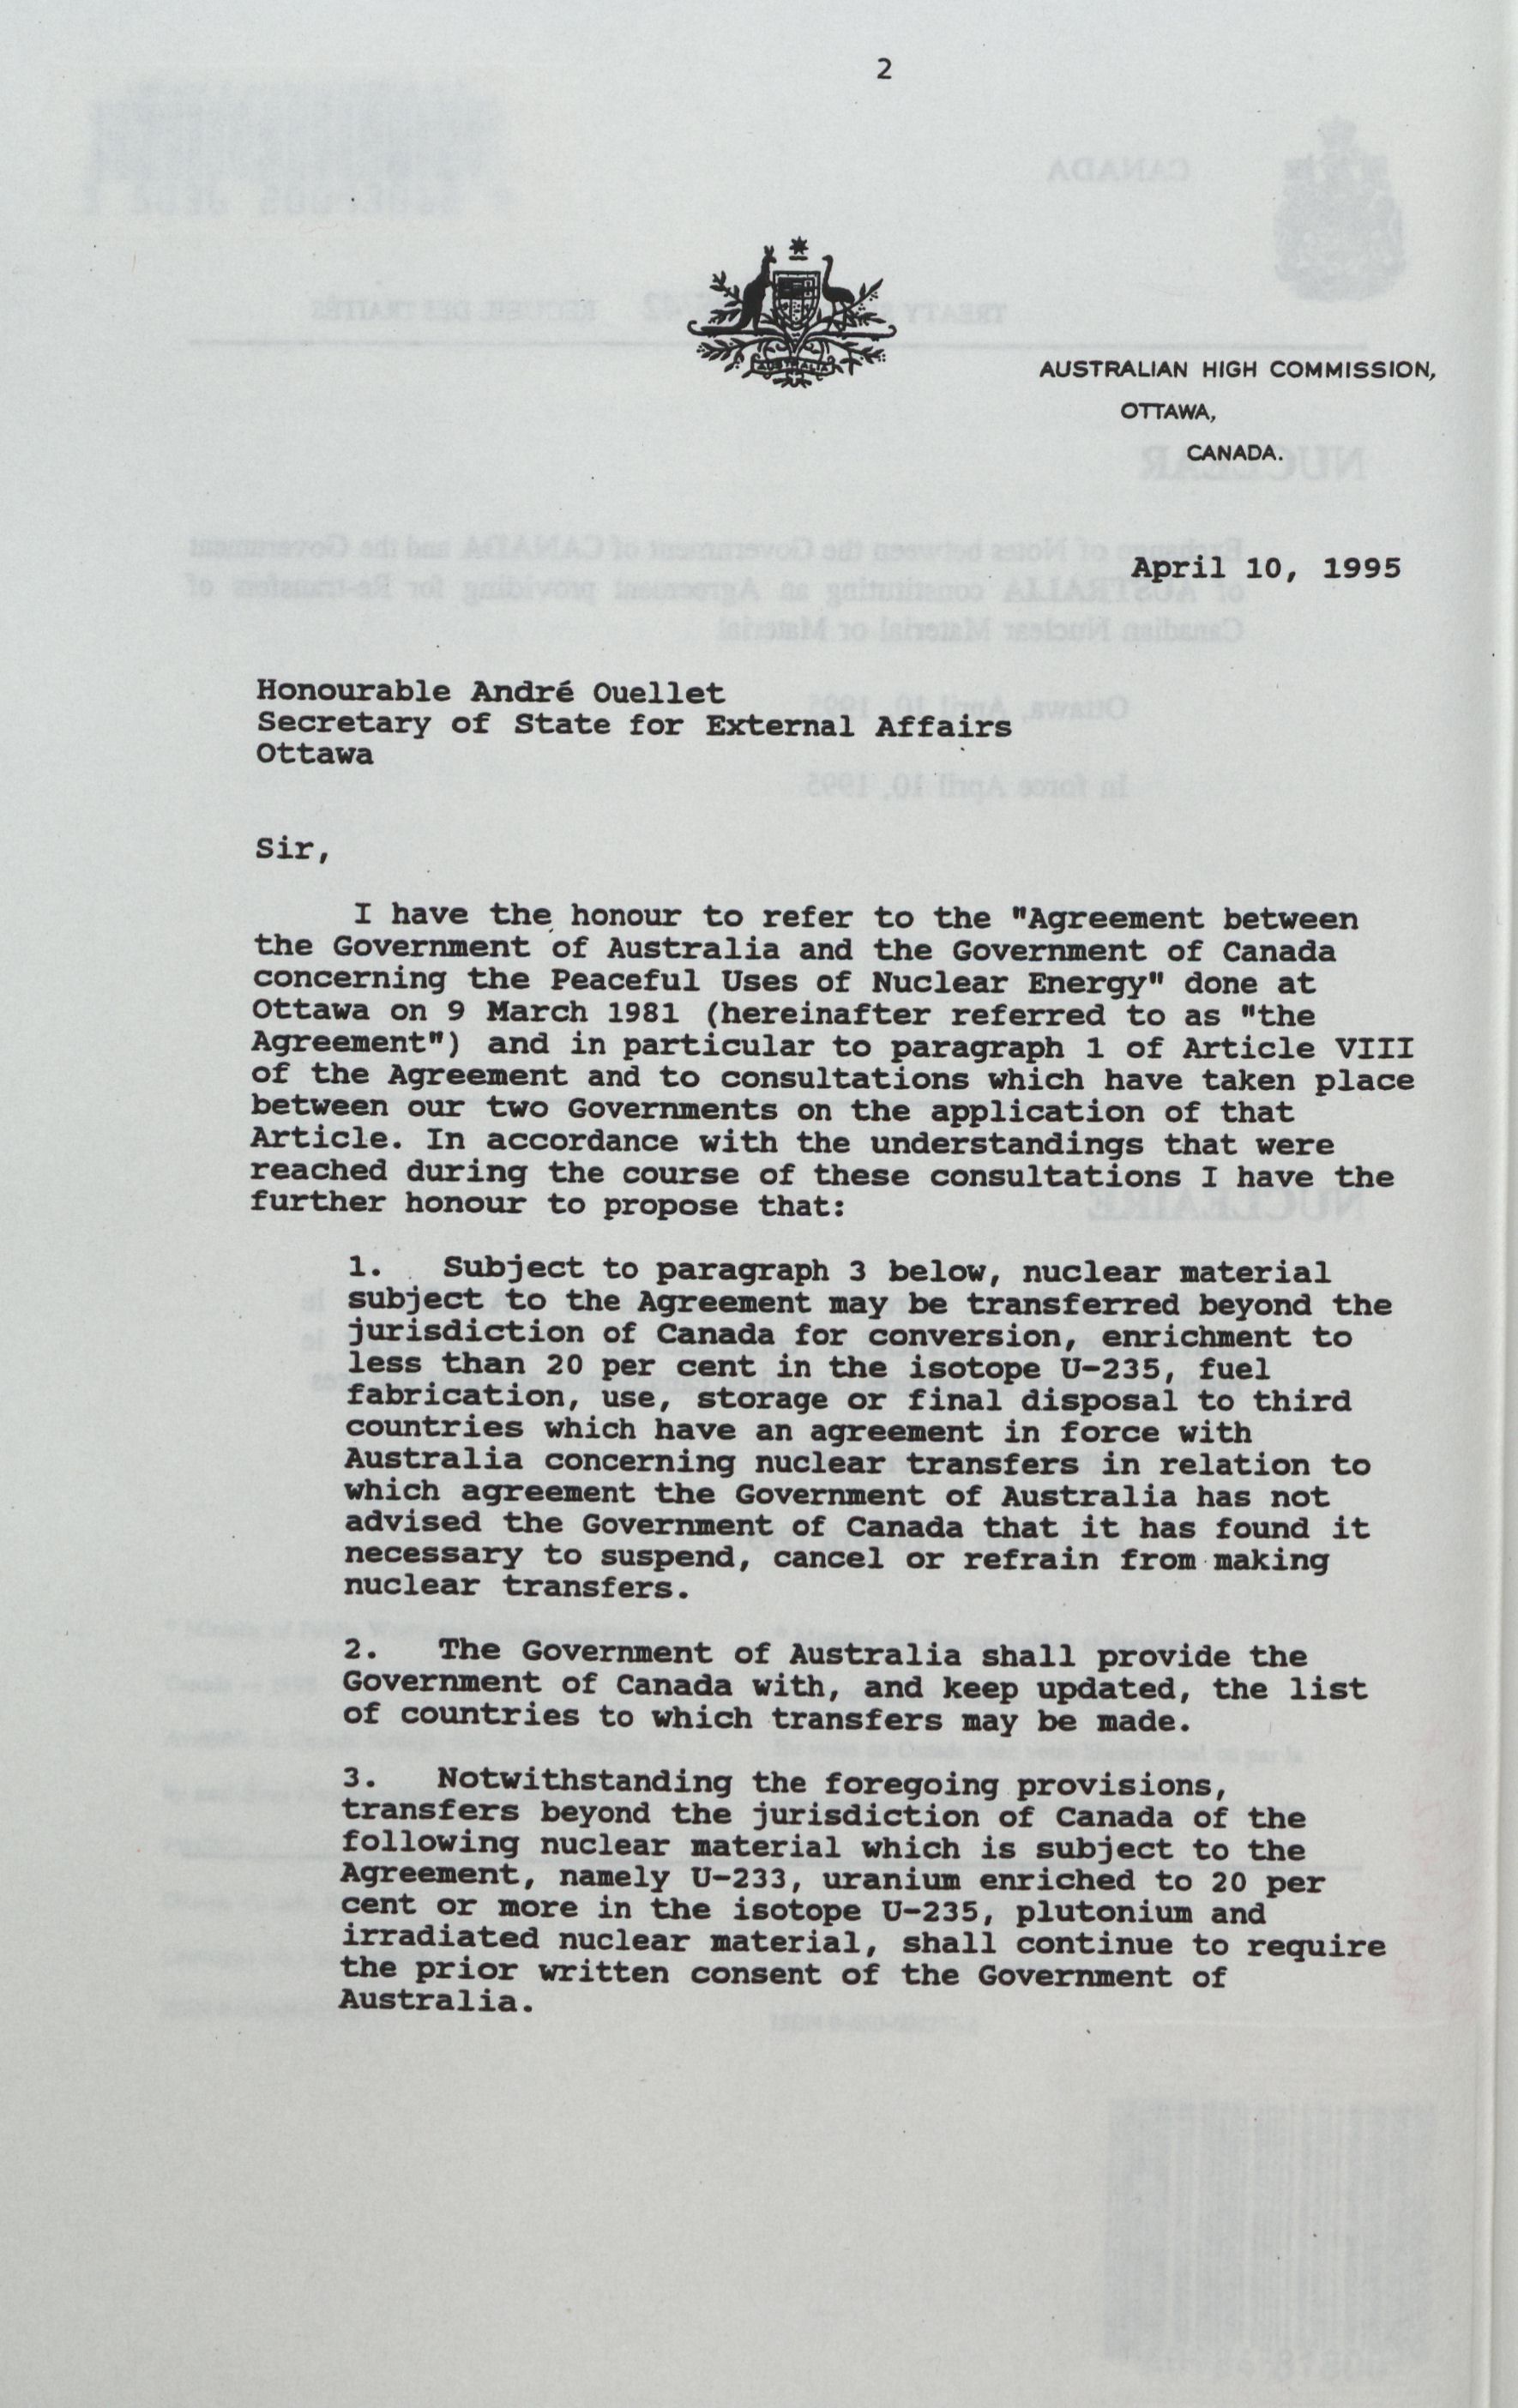 2
AUSTRALIA
AUSTRALIAN HIGH COMMISSION,
OTTAWA,
CANADA.
April 10, 1995
Honourable André Ouellet
Secretary of State for External Affairs
Ottawa
Sir,
I have the honour to refer to the "Agreement between
the Government of Australia and the Government of Canada
concerning the Peaceful Uses of Nuclear Energy" done at
Ottawa on 9 March 1981 (hereinafter referred to as "the
Agreement") and in particular to paragraph 1 of Article VIII
of the Agreement and to consultations which have taken place
between our two Governments on the application of that
Article. In accordance with the understandings that were
reached during the course of these consultations I have the
further honour to propose that:
1. Subject to paragraph 3 below, nuclear material
subject to the Agreement may be transferred beyond the
jurisdiction of Canada for conversion, enrichment to
less than 20 per cent in the isotope U-235, fuel
fabrication, use, storage or final disposal to third
countries which have an agreement in force with
Australia concerning nuclear transfers in relation to
which agreement the Government of Australia has not
advised the Government of Canada that it has found it
necessary to suspend, cancel or refrain from making
nuclear transfers.
2. The Government of Australia shall provide the
Government of Canada with, and keep updated, the list
of countries to which transfers may be made.
3. Notwithstanding the foregoing provisions,
transfers beyond the jurisdiction of Canada of the
following nuclear material which is subject to the
Agreement, namely U-233, uranium enriched to 20 per
cent or more in the isotope U-235, plutonium and
irradiated nuclear material, shall continue to require
the prior written consent of the Government of
Australia.